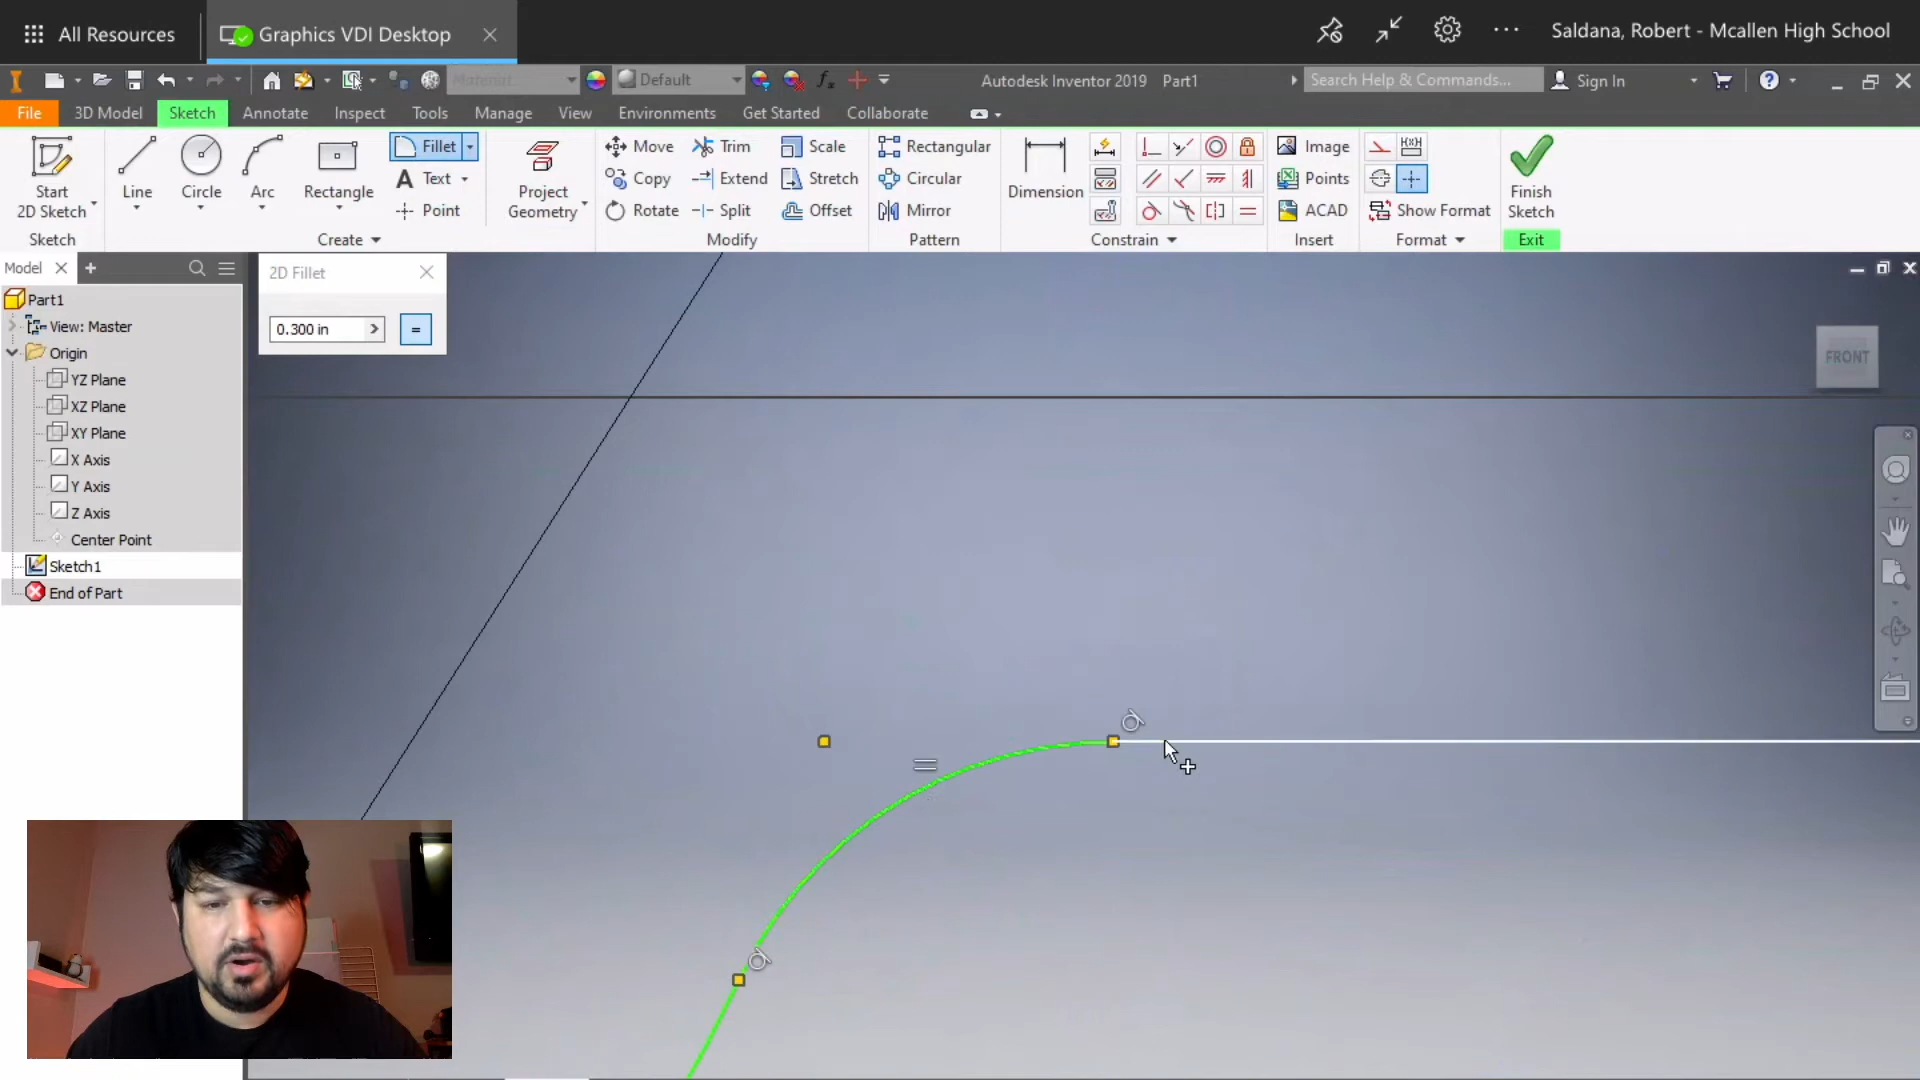 All Resources
Graphics VDI Desktop
Saldana, Robert - Mcallen High School
Material
Default
Autodesk Inventor 2019 Part1
Search Help & Commands...
Sign In
File
3D Model
Sketch
Annotate
Inspect
Tools
Manage
View
Environments
Get Started
Collaborate
Start
2D Sketch
Line
Circle
Arc
Rectangle
Fillet
Text
Point
Project
Geometry
Move
Copy
Rotate
Trim
Extend
Split
Scale
Stretch
Offset
Rectangular
Circular
Mirror
Dimension
Image
Points
ACAD
Show Format
Finish
Sketch
Sketch
Create
Modify
Pattern
Constrain
Insert
Format
Exit
Model
Part1
View: Master
Origin
YZ Plane
XZ Plane
XY Plane
X Axis
Y Axis
Z Axis
Center Point
Sketch1
End of Part
2D Fillet
0.300 in
=
FRONT